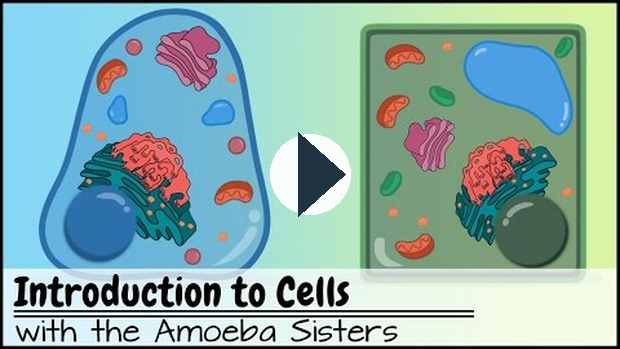 Introduction to Cells
with the Amoeba Sisters